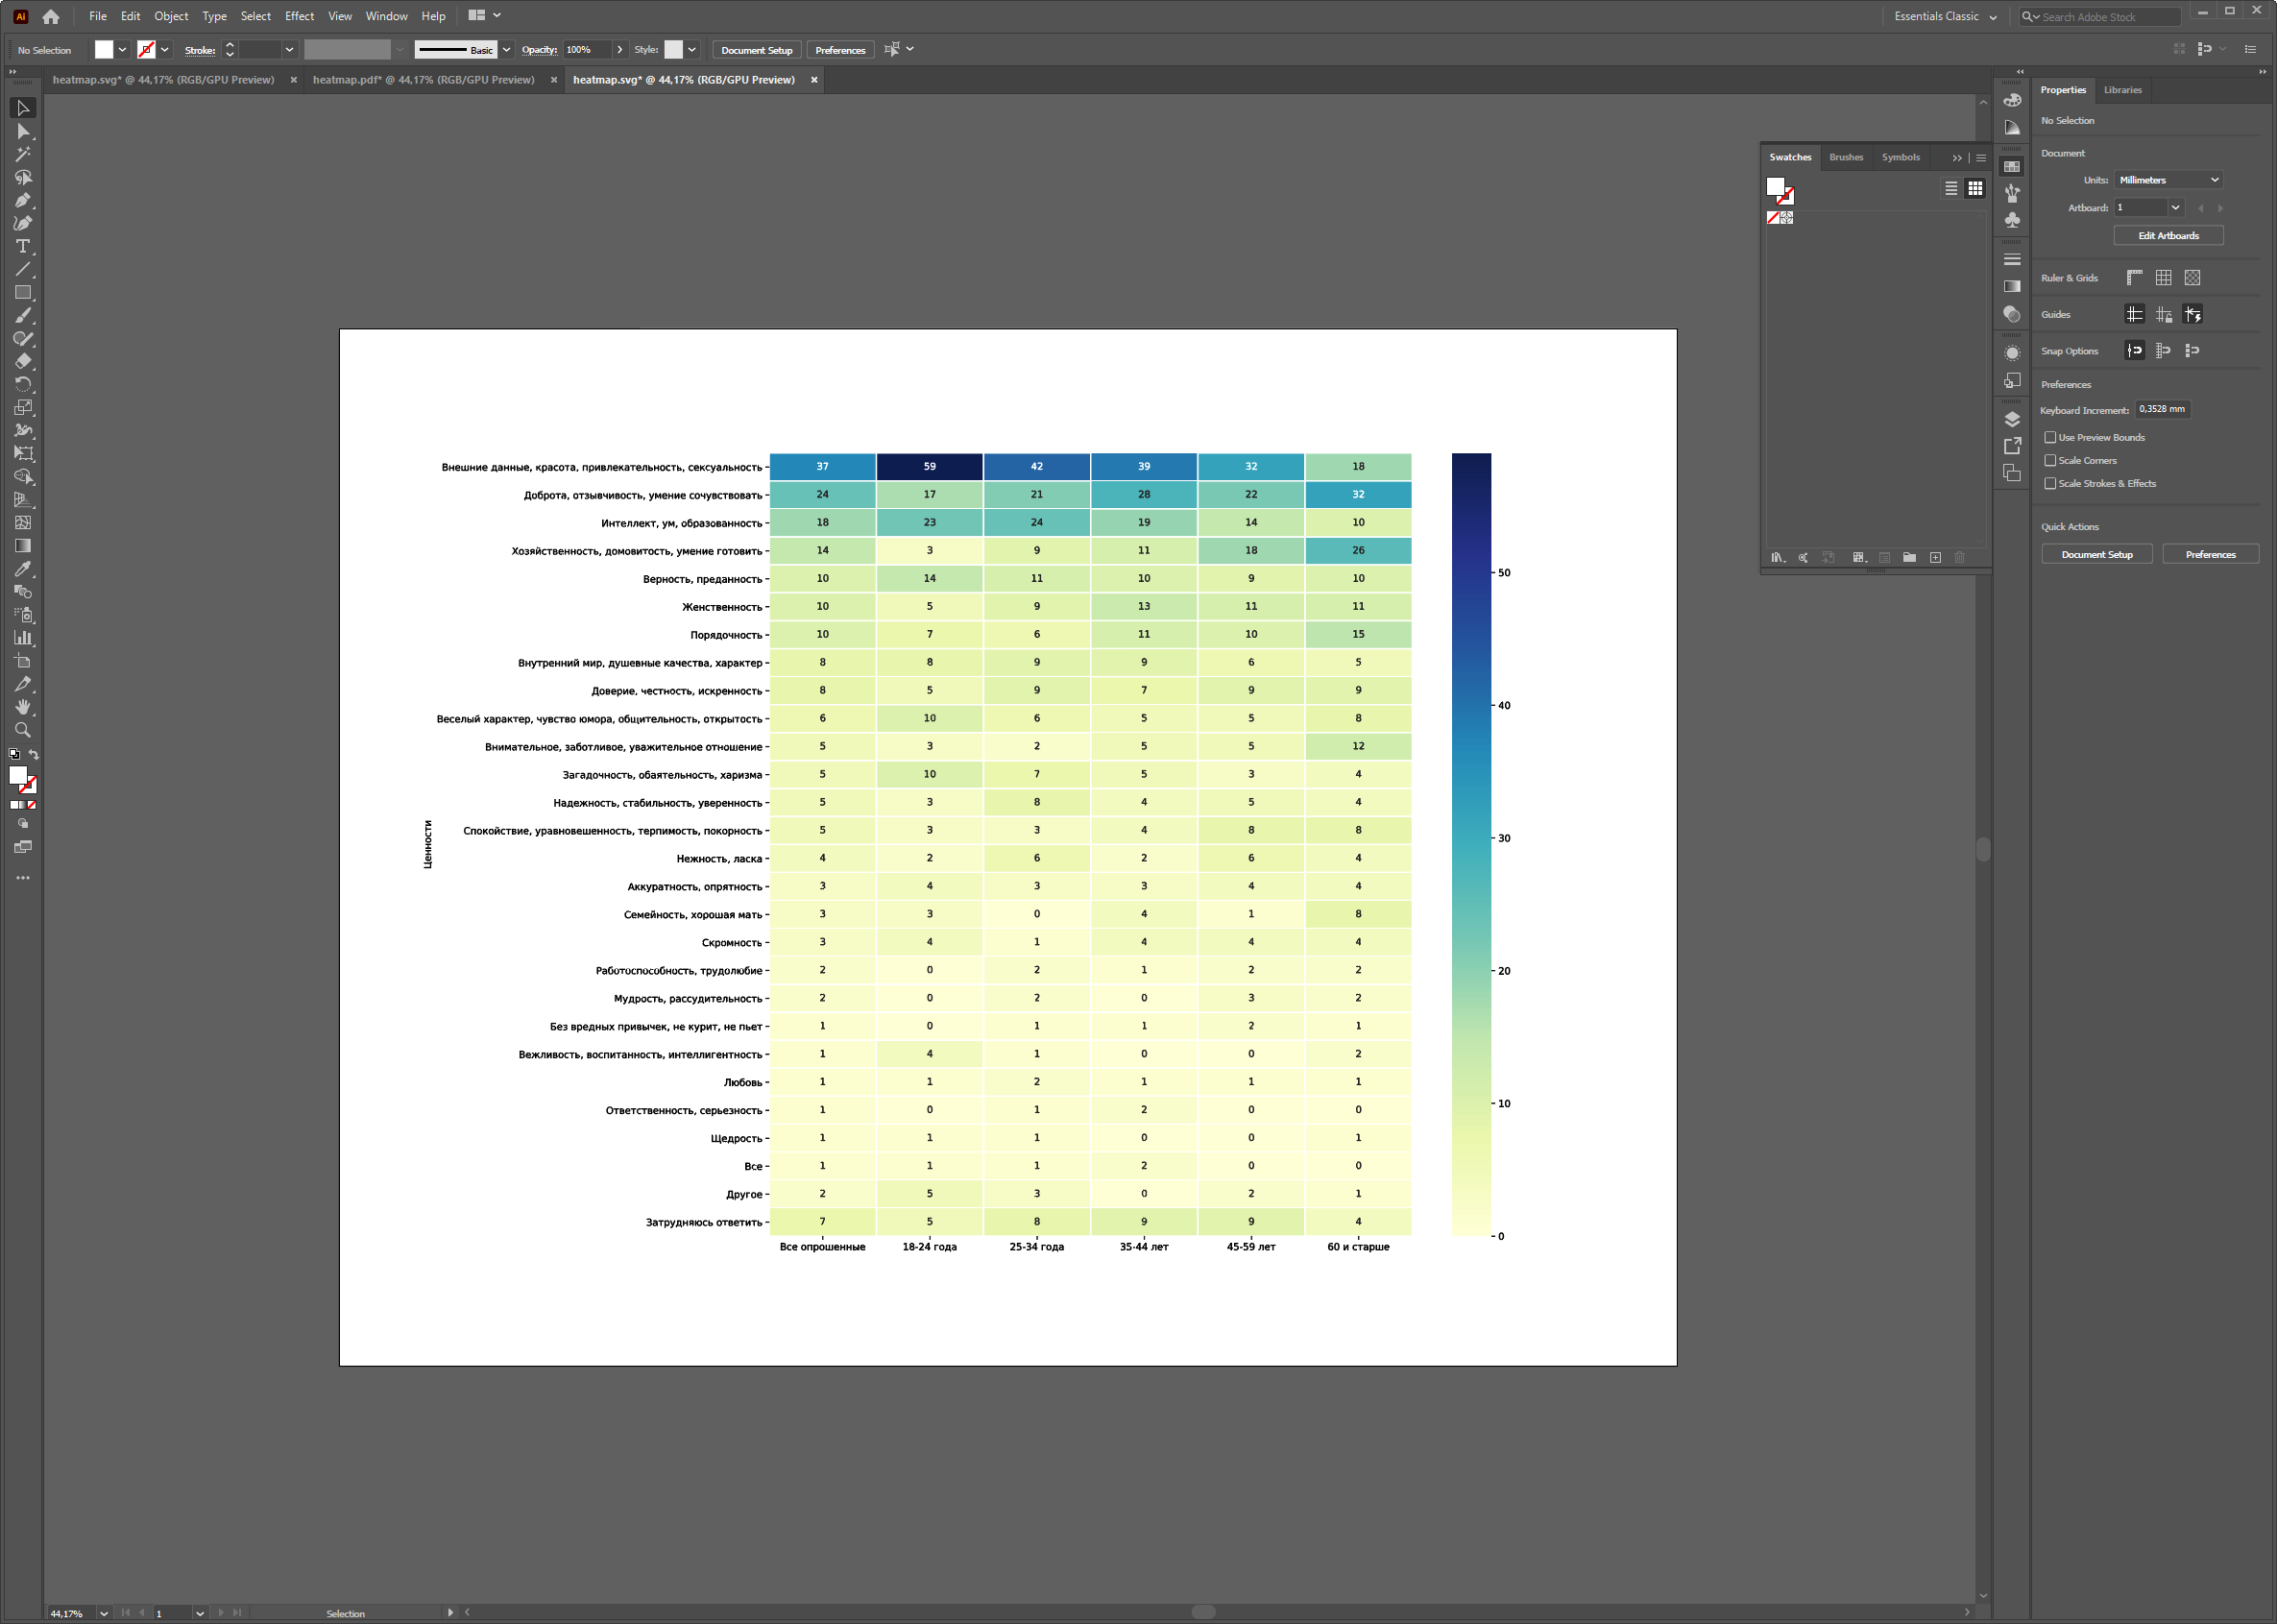 Ai File Edit Object Type Select Effect View Window Help Essentials Classic Search Adobe Stock
No Selection Stroke: Basic Opacity: 100% Style: Document Setup Preferences
heatmap.svg* @ 44,17% (RGB/GPU Preview) heatmap.pdf* @ 44,17% (RGB/GPU Preview) heatmap.svg* @ 44,17% (RGB/GPU Preview)
Properties Libraries
No Selection
Document
Units: Millimeters
Artboard: 1
Edit Artboards
Ruler & Grids
Guides
Snap Options
Preferences
Keyboard Increment: 0,3528 mm
Use Preview Bounds
Scale Corners
Scale Strokes & Effects
Quick Actions
Document Setup Preferences
Swatches Brushes Symbols
Ценности
Внешние данные, красота, привлекательность, сексуальность 37 59 42 39 32 18
Доброта, отзывчивость, умение сочувствовать 24 17 21 28 22 32
Интеллект, ум, образованность 18 23 24 19 14 10
Хозяйственность, домовитость, умение готовить 14 3 9 11 18 26
Верность, преданность 10 14 11 10 9 10
Женственность 10 5 9 13 11 11
Порядочность 10 7 6 11 10 15
Внутренний мир, душевные качества, характер 8 8 9 9 6 5
Доверие, честность, искренность 8 5 9 7 9 9
Веселый характер, чувство юмора, общительность, открытость 6 10 6 5 5 8
Внимательное, заботливое, уважительное отношение 5 3 2 5 5 12
Загадочность, обаятельность, харизма 5 10 7 5 3 4
Надежность, стабильность, уверенность 5 3 8 4 5 4
Спокойствие, уравновешенность, терпимость, покорность 5 3 3 4 8 8
Нежность, ласка 4 2 6 2 6 4
Аккуратность, опрятность 3 4 3 3 4 4
Семейность, хорошая мать 3 3 0 4 1 8
Скромность 3 4 1 4 4 4
Работоспособность, трудолюбие 2 0 2 1 2 2
Мудрость, рассудительность 2 0 2 0 3 2
Без вредных привычек, не курит, не пьет 1 0 1 1 2 1
Вежливость, воспитанность, интеллигентность 1 4 1 0 0 2
Любовь 1 1 2 1 1 1
Ответственность, серьезность 1 0 1 2 0 0
Щедрость 1 1 1 0 0 1
Все 1 1 1 2 0 0
Другое 2 5 3 0 2 1
Затрудняюсь ответить 7 5 8 9 9 4
Все опрошенные 18-24 года 25-34 года 35-44 лет 45-59 лет 60 и старше
50
40
30
20
10
0
44,17% 1 Selection